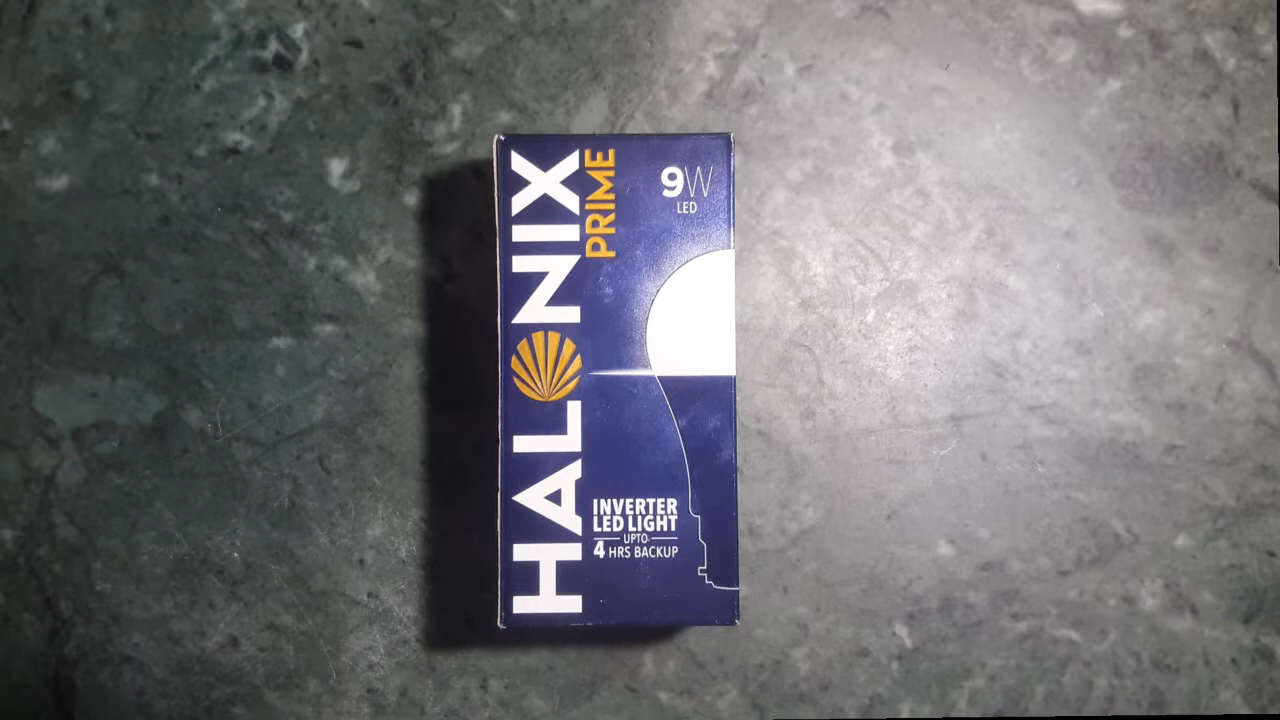 HALONIX
PRIME
9W
LED
INVERTER
LED LIGHT
UPTO
4 HRS BACKUP